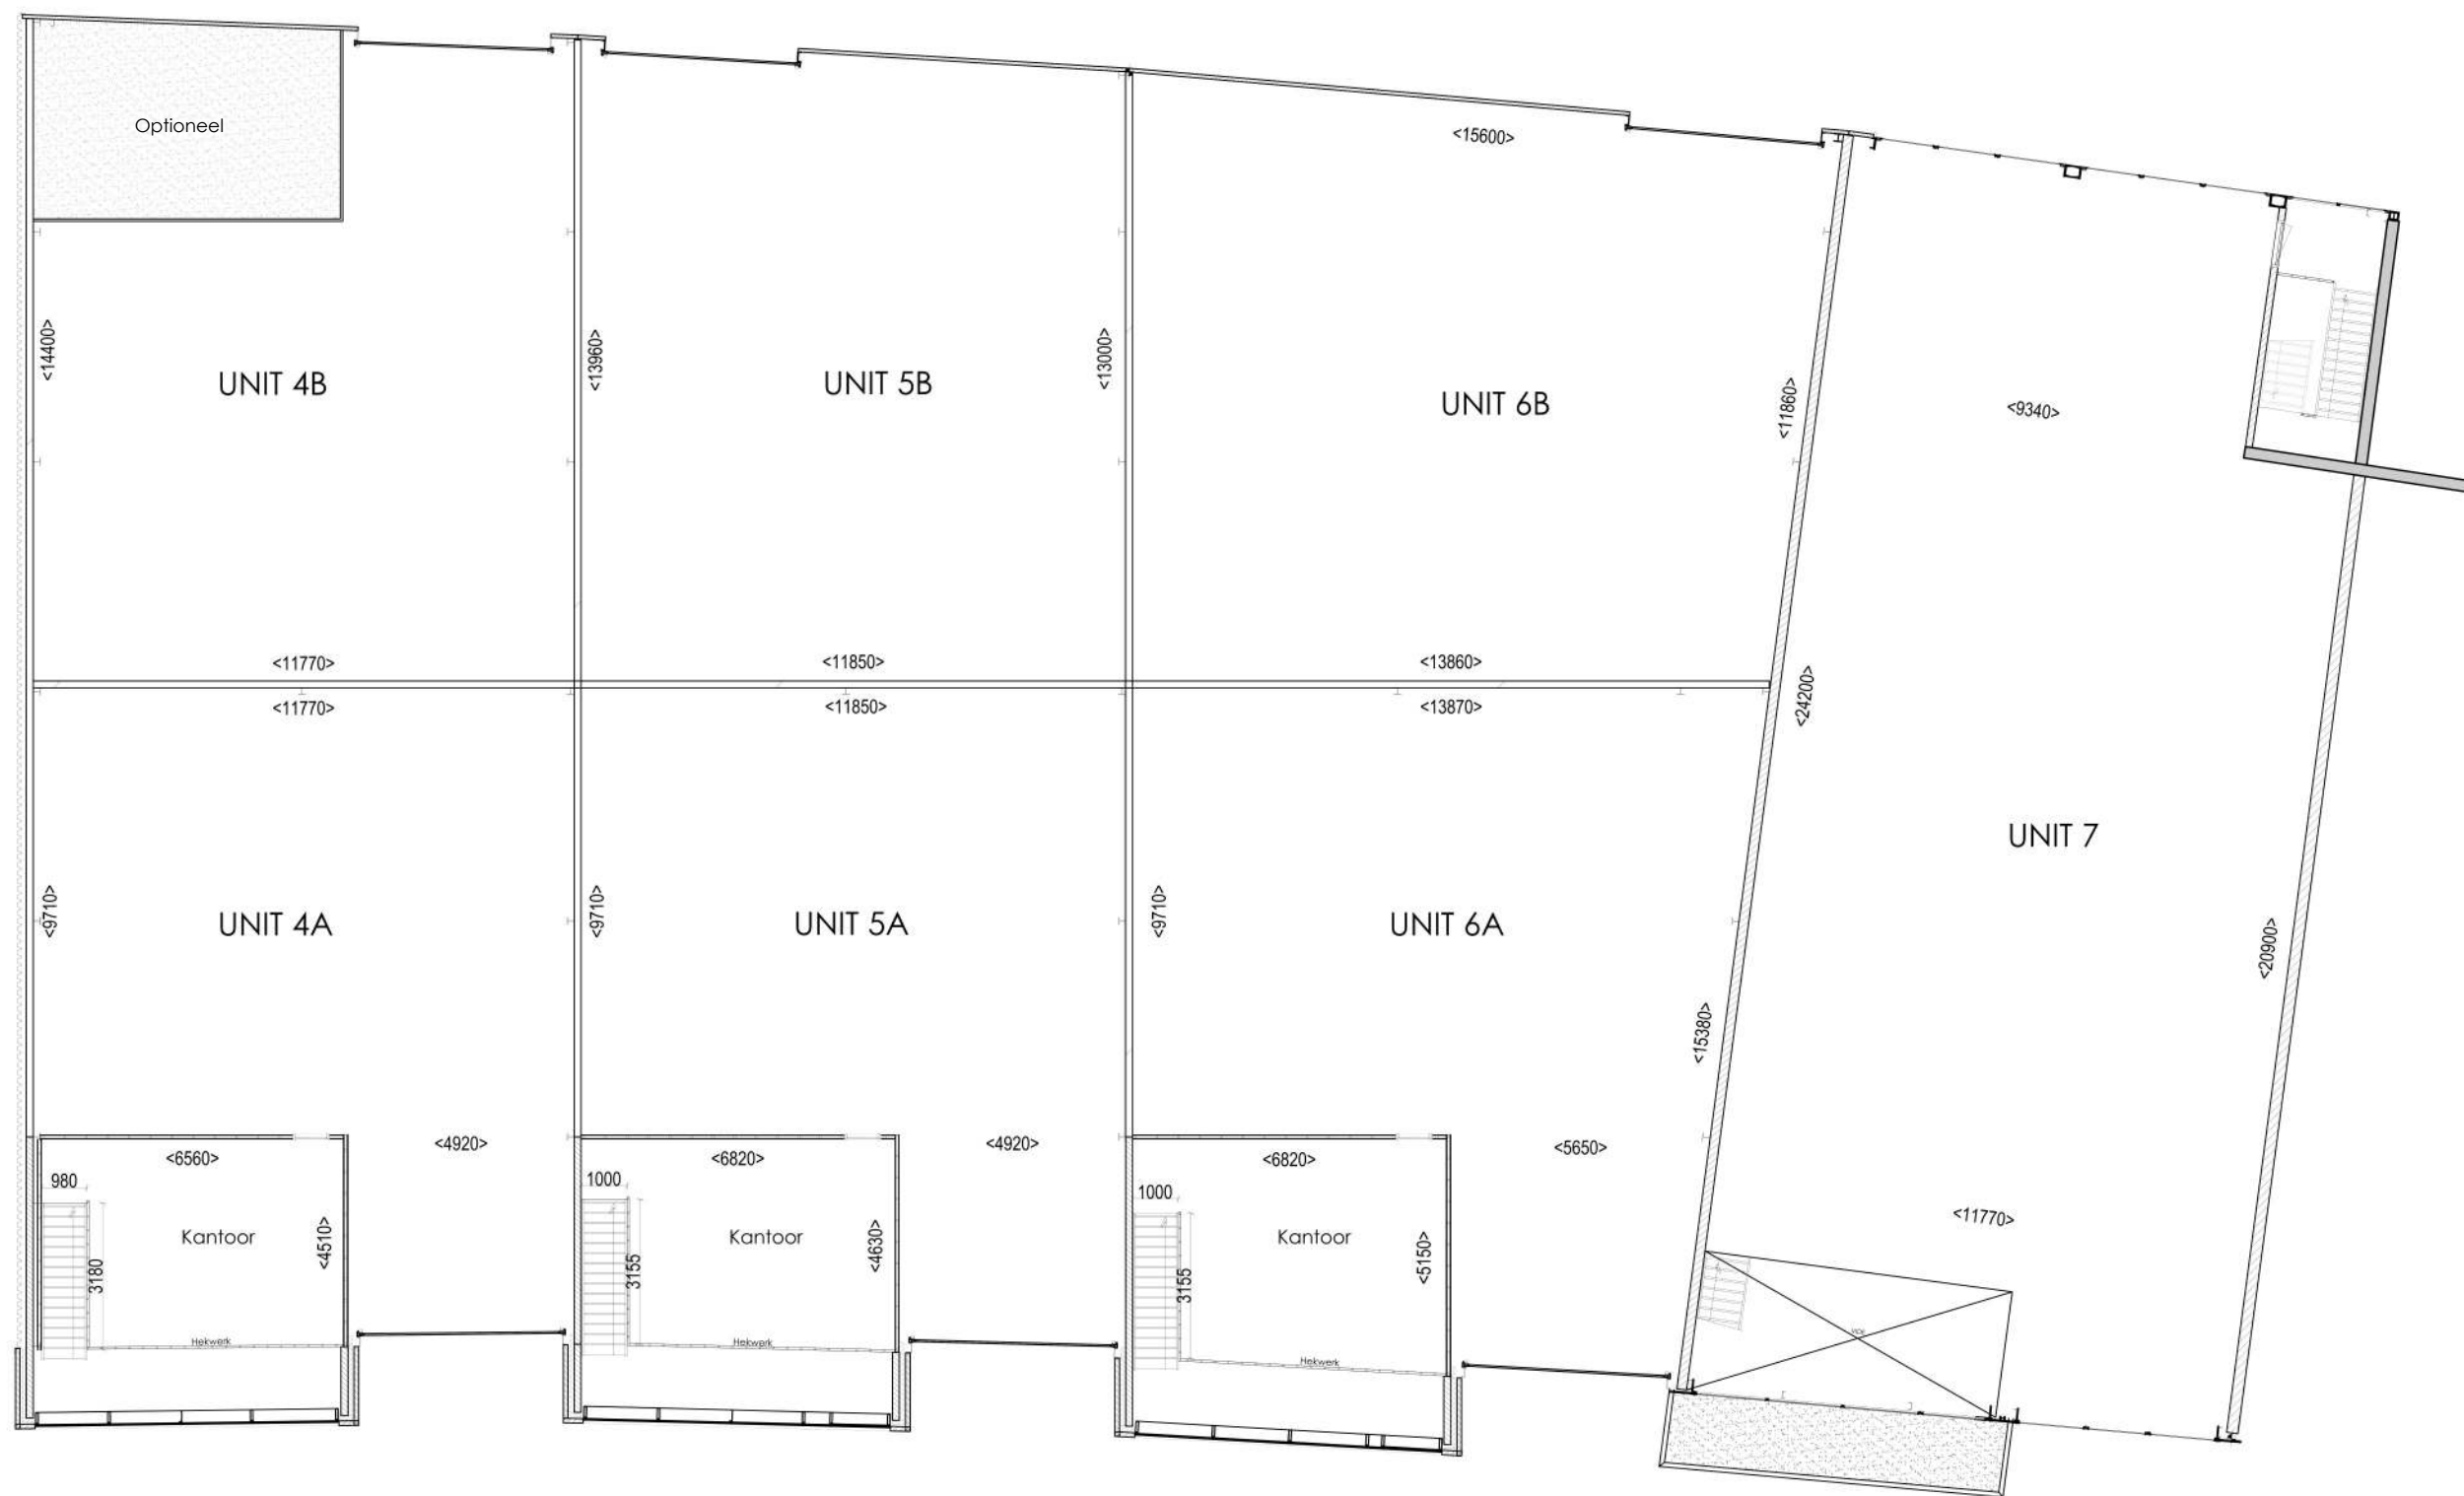 Optioneel
<15600>
<14400>
<13960>
<13000>
<11860>
<9340>
UNIT 4B
UNIT 5B
UNIT 6B
<11770>
<11850>
<13860>
<11770>
<11850>
<13870>
<24200>
UNIT 7
<9710>
UNIT 4A
<9710>
UNIT 5A
<9710>
UNIT 6A
<20900>
<15380>
<4920>
<4920>
<5650>
<6560>
<6820>
<6820>
980
1000
1000
<11770>
Kantoor
<4510>
3180
Kantoor
<4630>
3155
Kantoor
<5150>
3155
Hekwerk
Hekwerk
Hekwerk